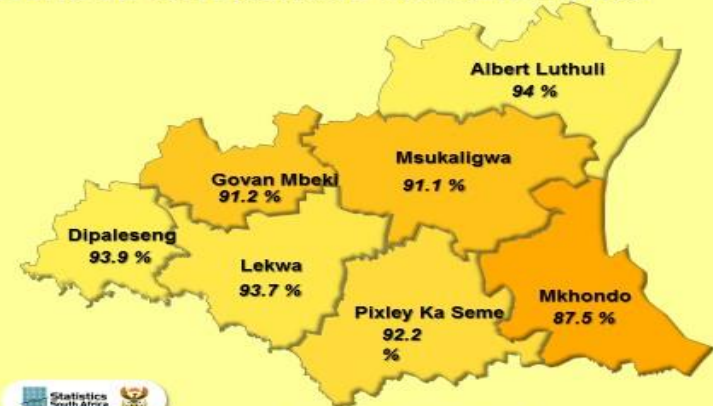 Albert Luthuli
94 %
Msukaligwa
91.1 %
Govan Mbeki
91.2 %
Dipaleseng
93.9 %
Lekwa
93.7 %
Pixley Ka Seme
92.2
%
Mkhondo
87.5 %
Statistics
South Africa